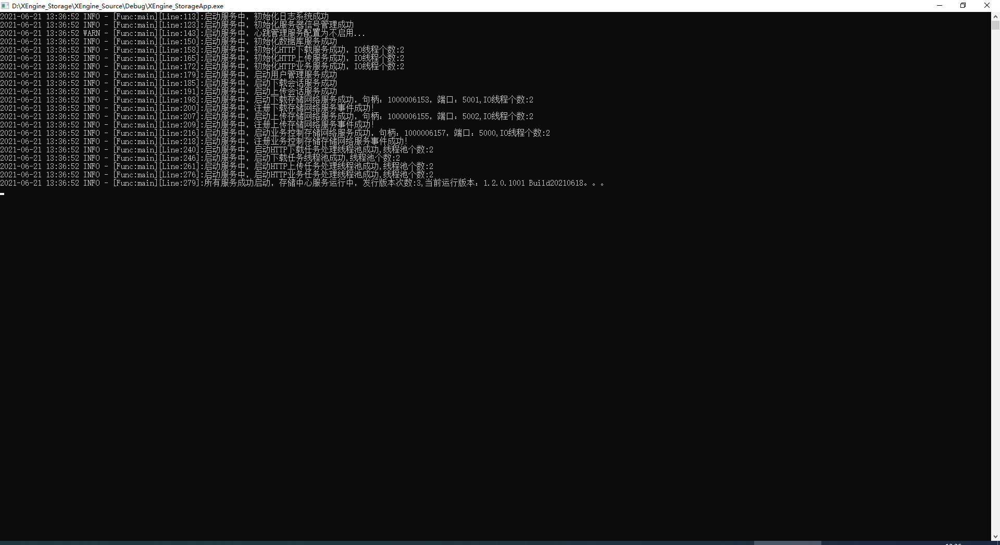 D:\XEngine_Storage\XEngine_Source\Debug\XEngine_StorageApp.exe
2021-06-21 13:36:52 INFO - [Func:main][Line:113]:启动服务中，初始化日志系统成功
2021-06-21 13:36:52 INFO - [Func:main][Line:123]:启动服务中，初始化服务器信号管理成功
2021-06-21 13:36:52 WARN - [Func:main][Line:143]:启动服务中，心跳管理服务配置为不启用...
2021-06-21 13:36:52 INFO - [Func:main][Line:150]:启动服务中，初始化数据库服务成功
2021-06-21 13:36:52 INFO - [Func:main][Line:158]:启动服务中，初始化HTTP下载服务成功，IO线程个数:2
2021-06-21 13:36:52 INFO - [Func:main][Line:165]:启动服务中，初始化HTTP上传服务成功，IO线程个数:2
2021-06-21 13:36:52 INFO - [Func:main][Line:172]:启动服务中，初始化HTTP业务服务成功，IO线程个数:2
2021-06-21 13:36:52 INFO - [Func:main][Line:179]:启动服务中，启动用户管理服务成功
2021-06-21 13:36:52 INFO - [Func:main][Line:185]:启动服务中，启动下载会话服务成功
2021-06-21 13:36:52 INFO - [Func:main][Line:191]:启动服务中，启动上传会话服务成功
2021-06-21 13:36:52 INFO - [Func:main][Line:198]:启动服务中，启动下载存储网络服务成功，句柄：1000006153，端口：5001,IO线程个数:2
2021-06-21 13:36:52 INFO - [Func:main][Line:200]:启动服务中，注册下载存储网络服务事件成功！
2021-06-21 13:36:52 INFO - [Func:main][Line:207]:启动服务中，启动上传存储网络服务成功，句柄：1000006155，端口：5002,IO线程个数:2
2021-06-21 13:36:52 INFO - [Func:main][Line:209]:启动服务中，注册上传存储网络服务事件成功！
2021-06-21 13:36:52 INFO - [Func:main][Line:216]:启动服务中，启动业务控制存储网络服务成功，句柄：1000006157，端口：5000,IO线程个数:2
2021-06-21 13:36:52 INFO - [Func:main][Line:218]:启动服务中，注册业务控制存储存储网络服务事件成功！
2021-06-21 13:36:52 INFO - [Func:main][Line:240]:启动服务中，启动HTTP下载任务处理线程池成功,线程池个数:2
2021-06-21 13:36:52 INFO - [Func:main][Line:246]:启动服务中，启动下载任务线程池成功,线程池个数:2
2021-06-21 13:36:52 INFO - [Func:main][Line:261]:启动服务中，启动HTTP上传任务处理线程池成功,线程池个数:2
2021-06-21 13:36:52 INFO - [Func:main][Line:276]:启动服务中，启动HTTP业务任务处理线程池成功,线程池个数:2
2021-06-21 13:36:52 INFO - [Func:main][Line:279]:所有服务成功启动，存储中心服务运行中，发行版本次数:3,当前运行版本：1.2.0.1001 Build20210618。。。